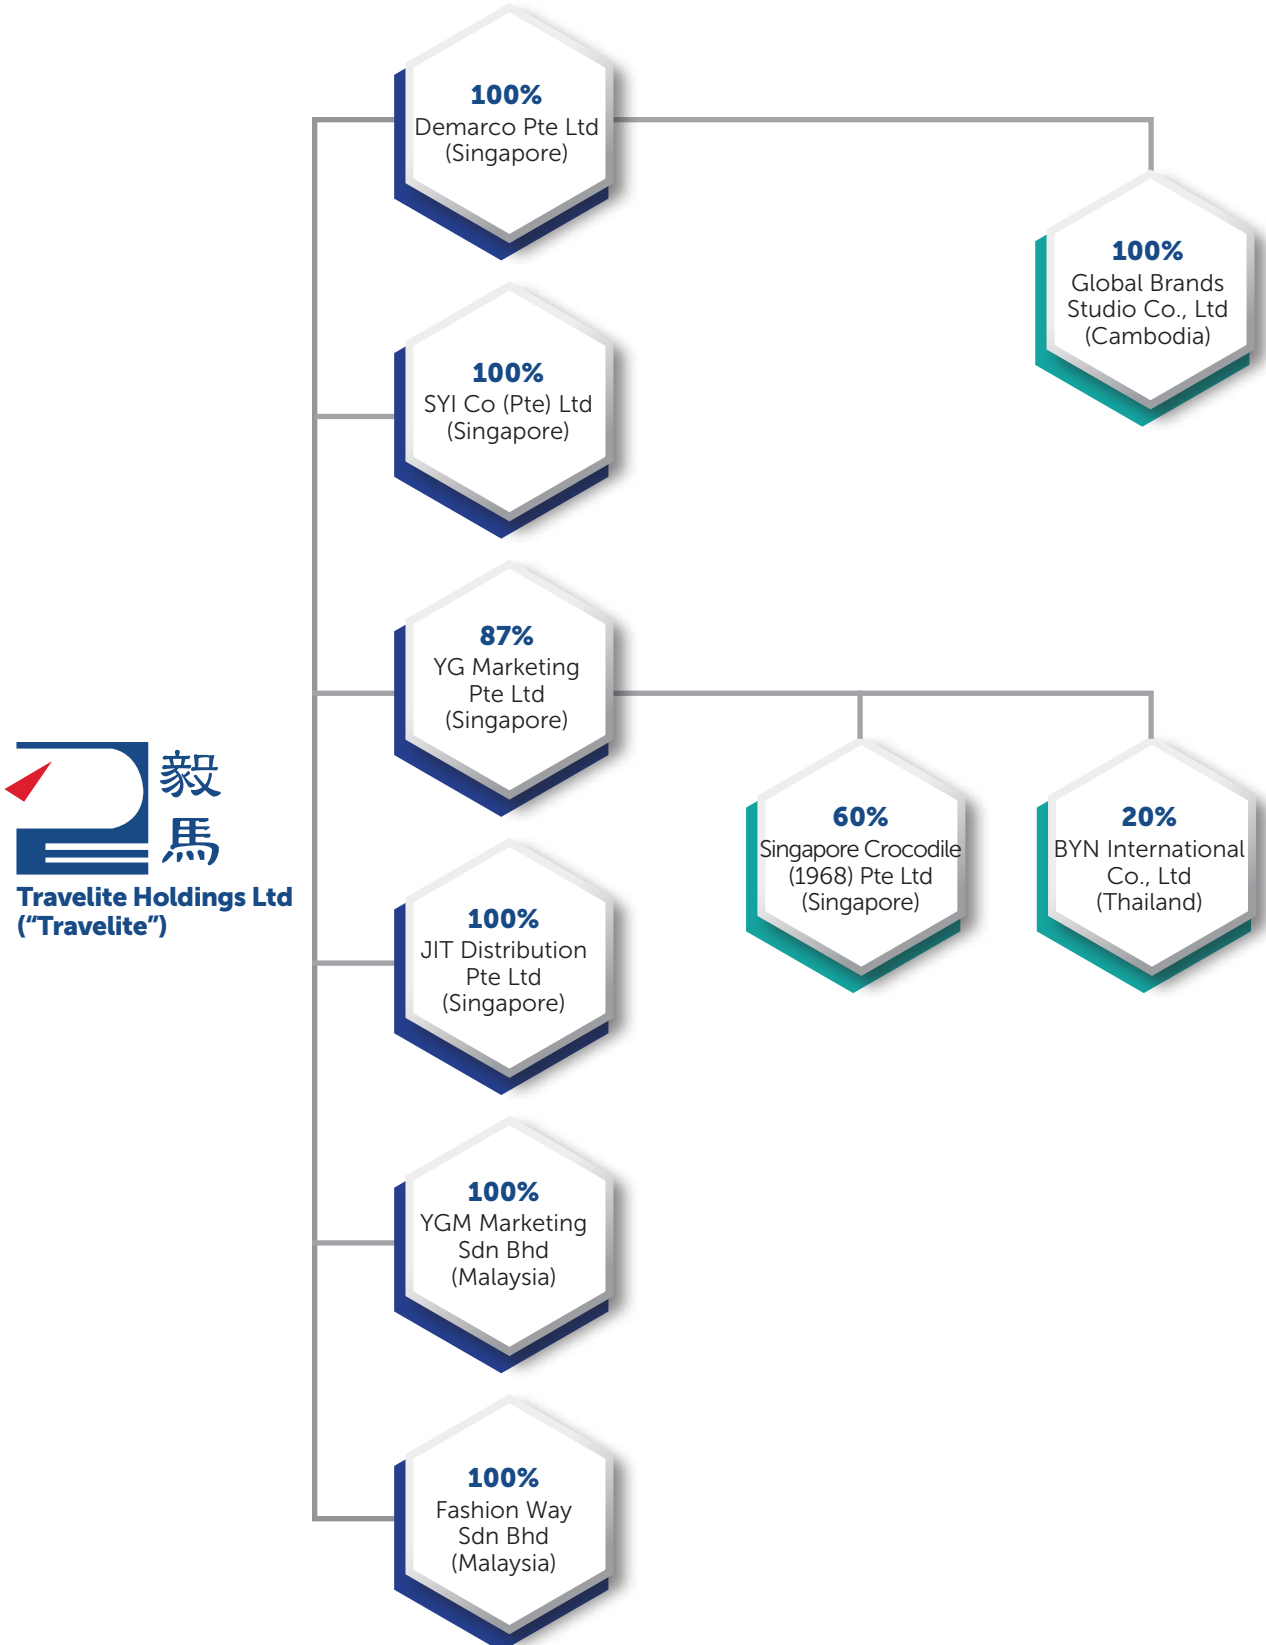 100%
Demarco Pte Ltd
(Singapore)
100%
Global Brands
Studio Co., Ltd
(Cambodia)
100%
SYI Co (Pte) Ltd
(Singapore)
87%
YG Marketing
Pte Ltd
(Singapore)
60%
Singapore Crocodile
(1968) Pte Ltd
(Singapore)
20%
BYN International
Co., Ltd
(Thailand)
毅
馬
Travelite Holdings Ltd
(“Travelite”)
100%
JIT Distribution
Pte Ltd
(Singapore)
100%
YGM Marketing
Sdn Bhd
(Malaysia)
100%
Fashion Way
Sdn Bhd
(Malaysia)